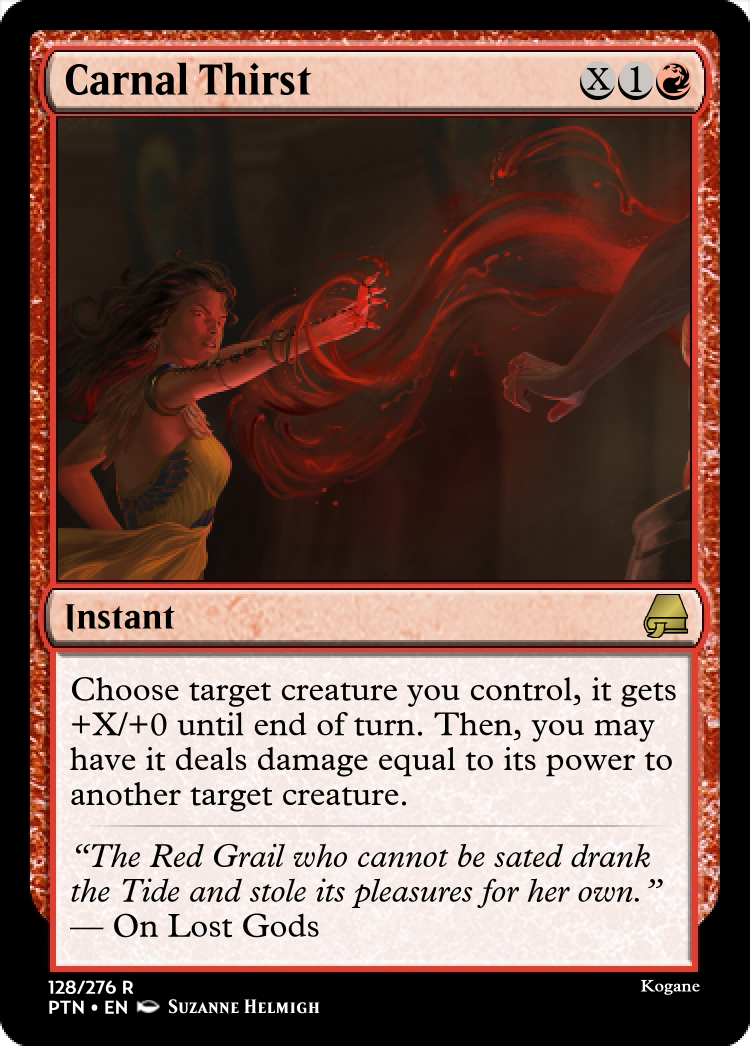 Carnal Thirst X 1
Instant
Choose target creature you control, it gets
+X/+0 until end of turn. Then, you may
have it deals damage equal to its power to
another target creature.
“The Red Grail who cannot be sated drank
the Tide and stole its pleasures for her own.”
— On Lost Gods
128/276 R Kogane
PTN • EN Suzanne Helmigh